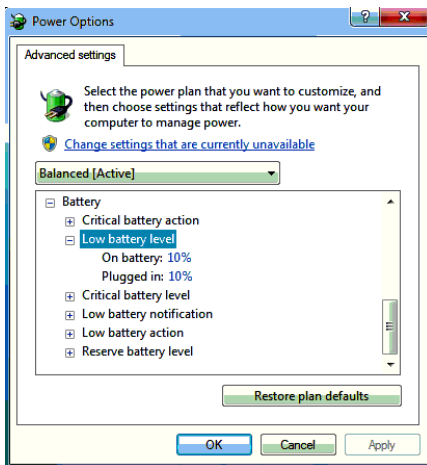 Power Options
Advanced settings
Select the power plan that you want to customize, and
then choose settings that reflect how you want your
computer to manage power.
Change settings that are currently unavailable
Balanced [Active]
Battery
Critical battery action
Low battery level
On battery: 10%
Plugged in: 10%
Critical battery level
Low battery notification
Low battery action
Reserve battery level
Restore plan defaults
OK Cancel Apply